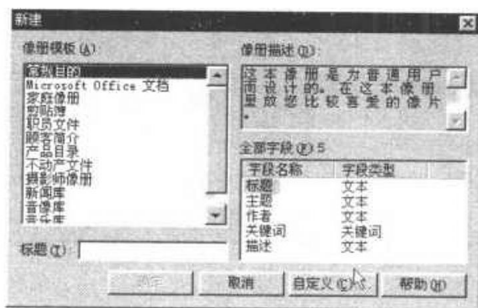 新建
像册模板(A):
常规目的
Microsoft Office 文档
家庭像册
剪贴簿
职员文件
顾客简介
产品目录
不动产文件
摄影师像册
新闻库
音像库
音乐库
标题(T):
像册描述(D):
这本像册是为普通用户
而设计的。在这本像册
里放您比较喜爱的像片
。
全部字段(F) 5
字段名称 字段类型
标题 文本
主题 文本
作者 文本
关键词 关键词
描述 文本
确定 取消 自定义(C)... 帮助(H)